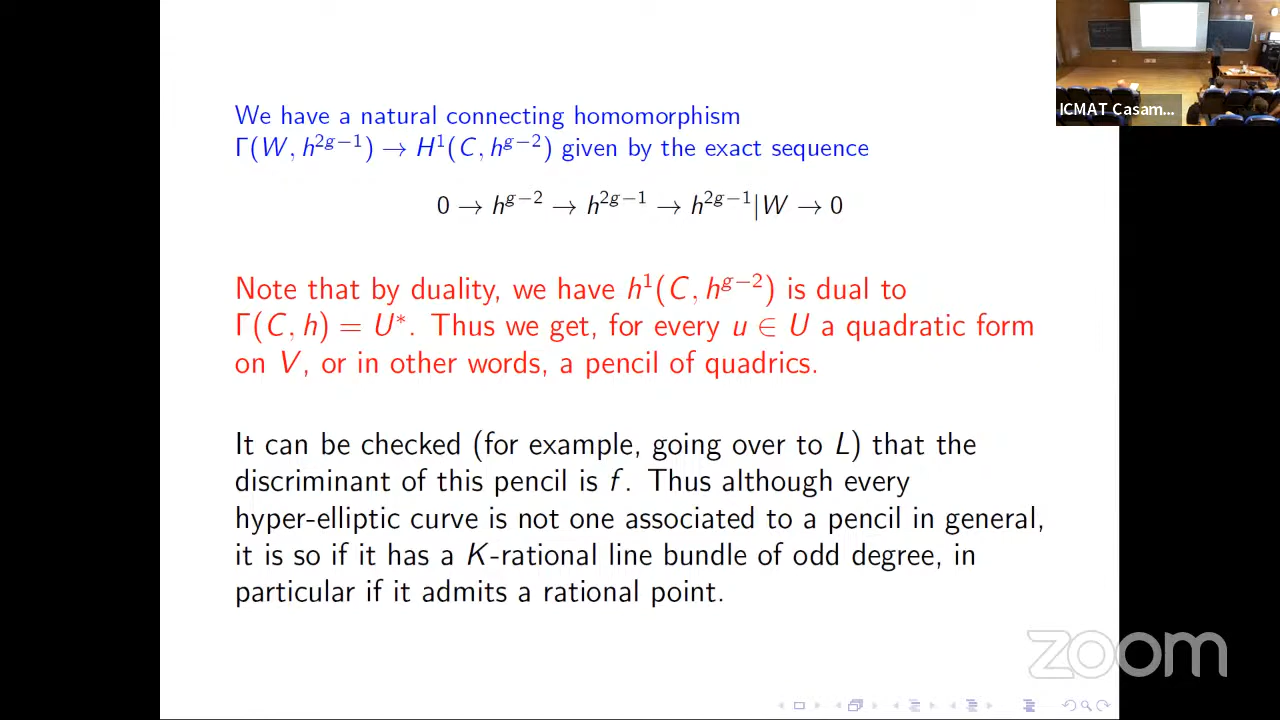 We have a natural connecting homomorphism
Γ(W, h^{2g−1}) → H^1(C, h^{g−2}) given by the exact sequence
0 → h^{g−2} → h^{2g−1} → h^{2g−1}|W → 0
Note that by duality, we have h^1(C, h^{g−2}) is dual to
Γ(C, h) = U*. Thus we get, for every u ∈ U a quadratic form
on V, or in other words, a pencil of quadrics.
It can be checked (for example, going over to L) that the
discriminant of this pencil is f. Thus although every
hyper-elliptic curve is not one associated to a pencil in general,
it is so if it has a K-rational line bundle of odd degree, in
particular if it admits a rational point.
ICMAT Casam...
zoom